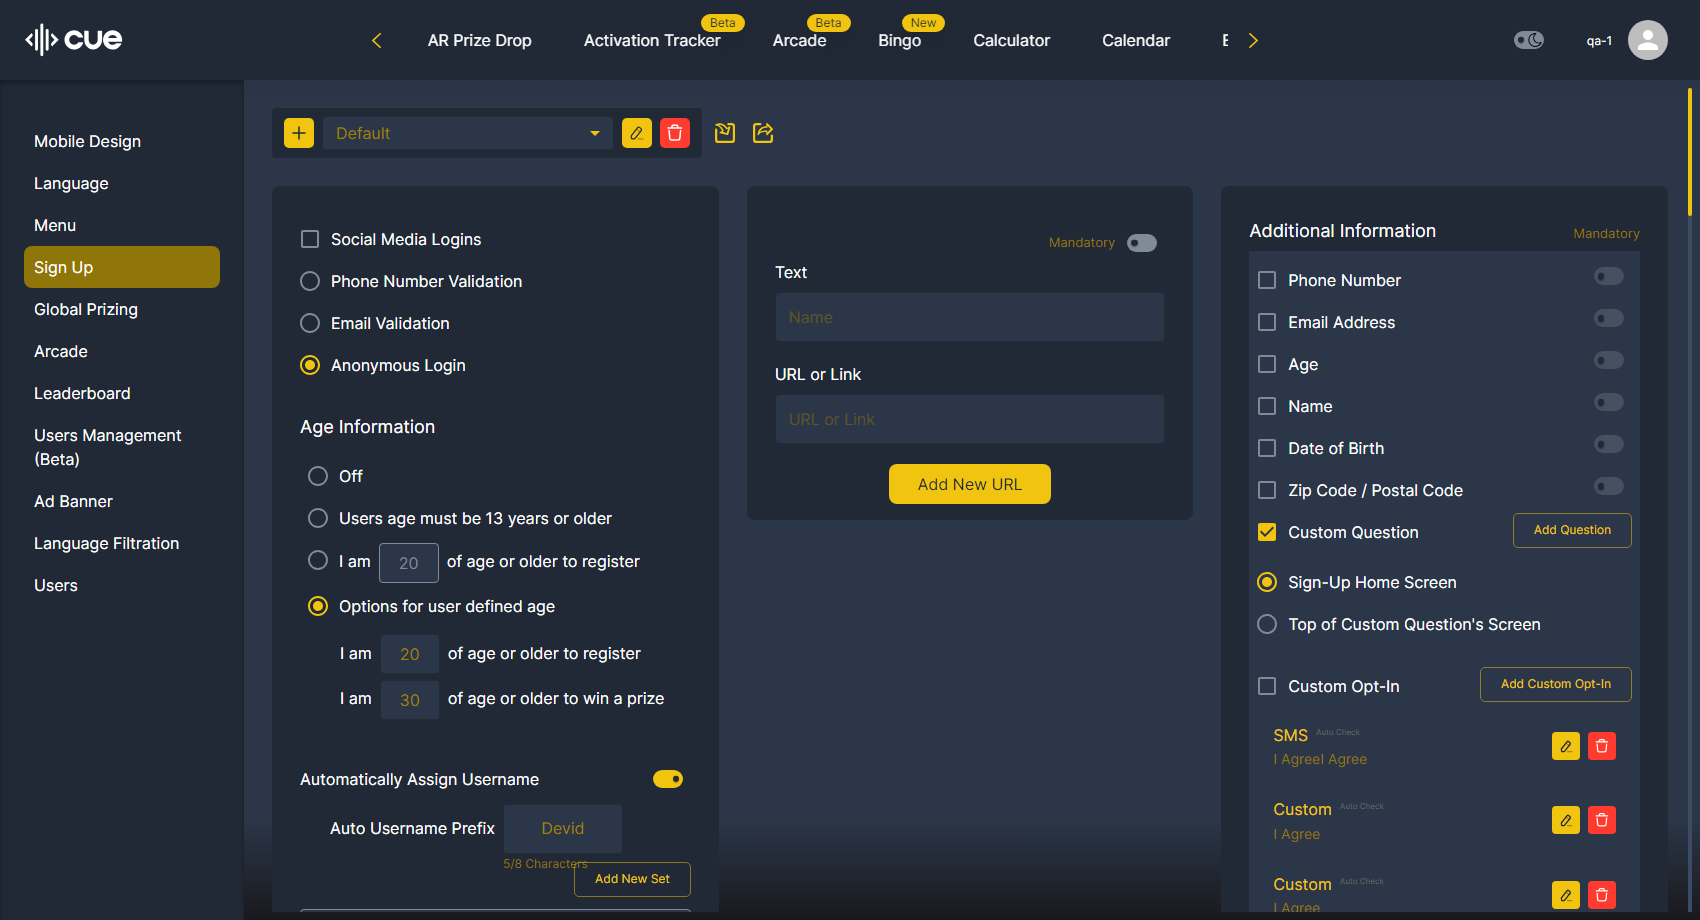 cue
AR Prize Drop
Activation Tracker
Beta
Arcade
Beta
Bingo
New
Calculator
Calendar
qa-1
Mobile Design
Language
Menu
Sign Up
Global Prizing
Arcade
Leaderboard
Users Management
(Beta)
Ad Banner
Language Filtration
Users
Default
Social Media Logins
Phone Number Validation
Email Validation
Anonymous Login
Age Information
Off
Users age must be 13 years or older
I am 20 of age or older to register
Options for user defined age
I am 20 of age or older to register
I am 30 of age or older to win a prize
Automatically Assign Username
Auto Username Prefix Devid
5/8 Characters
Add New Set
Mandatory
Text
Name
URL or Link
URL or Link
Add New URL
Additional Information Mandatory
Phone Number
Email Address
Age
Name
Date of Birth
Zip Code / Postal Code
Custom Question Add Question
Sign-Up Home Screen
Top of Custom Question's Screen
Custom Opt-In Add Custom Opt-In
SMS Auto Check
I AgreeI Agree
Custom Auto Check
I Agree
Custom Auto Check
I Agree